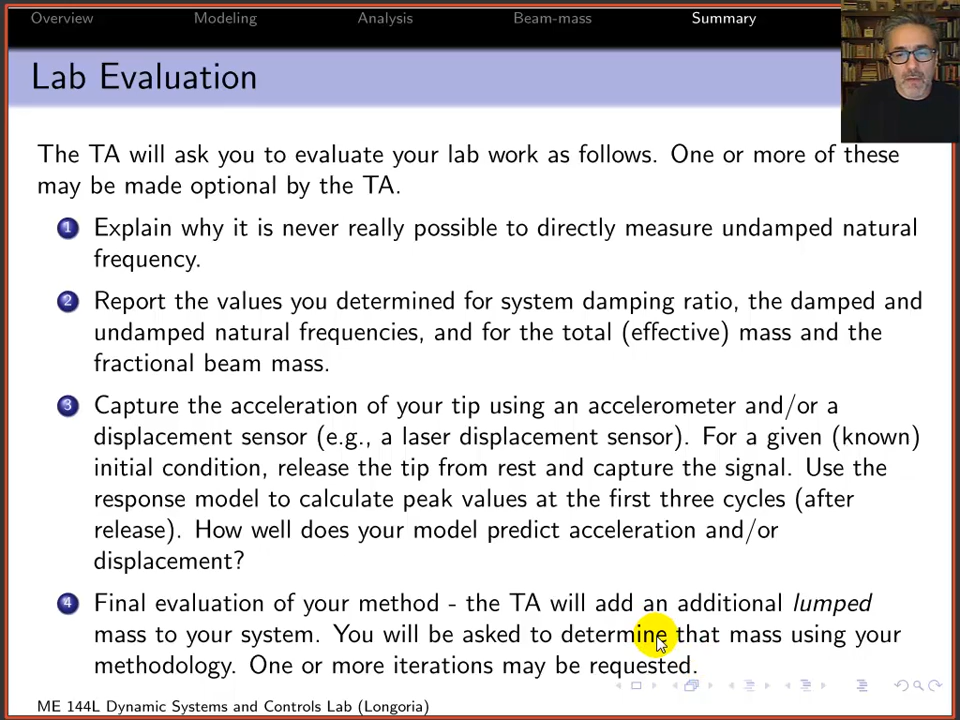 Overview Modeling Analysis Beam-mass Summary
Lab Evaluation
The TA will ask you to evaluate your lab work as follows. One or more of these
may be made optional by the TA.
1 Explain why it is never really possible to directly measure undamped natural
frequency.
2 Report the values you determined for system damping ratio, the damped and
undamped natural frequencies, and for the total (effective) mass and the
fractional beam mass.
3 Capture the acceleration of your tip using an accelerometer and/or a
displacement sensor (e.g., a laser displacement sensor). For a given (known)
initial condition, release the tip from rest and capture the signal. Use the
response model to calculate peak values at the first three cycles (after
release). How well does your model predict acceleration and/or
displacement?
4 Final evaluation of your method - the TA will add an additional lumped
mass to your system. You will be asked to determine that mass using your
methodology. One or more iterations may be requested.
ME 144L Dynamic Systems and Controls Lab (Longoria)